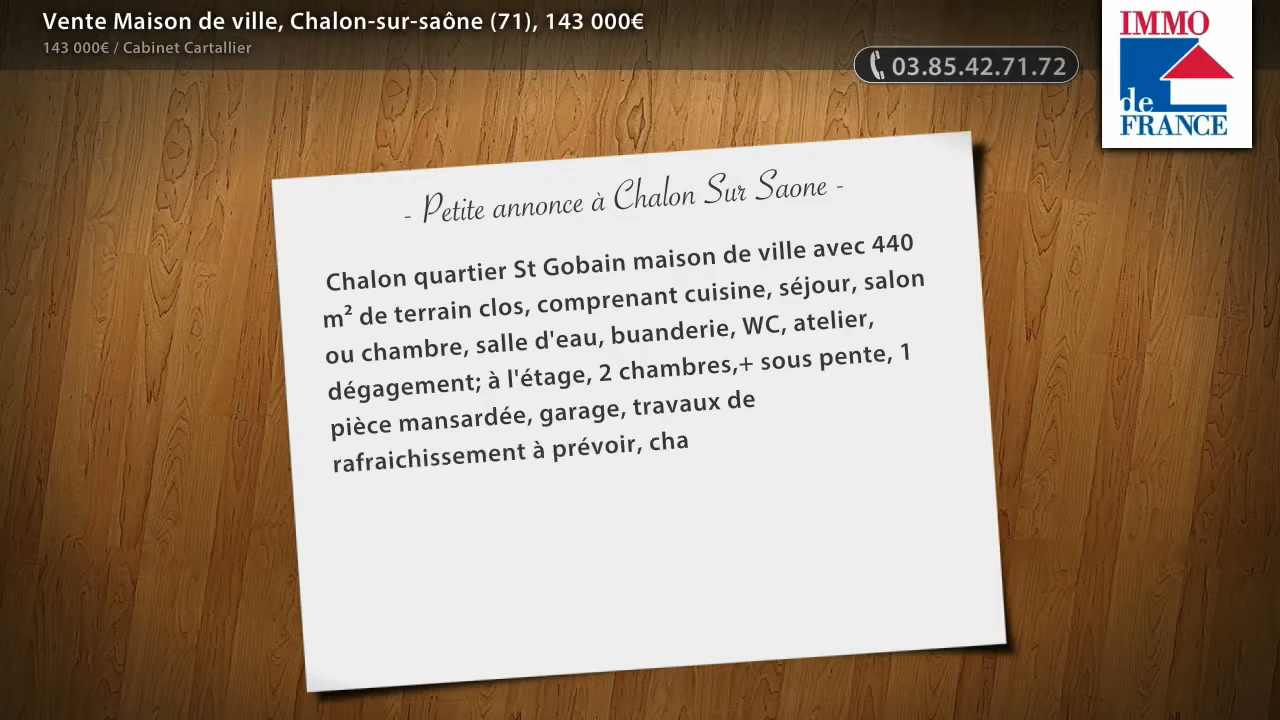 Vente Maison de ville, Chalon-sur-saône (71), 143 000€
143 000€ / Cabinet Cartallier
03.85.42.71.72
IMMO
de
FRANCE
- Petite annonce à Chalon Sur Saone -
Chalon quartier St Gobain maison de ville avec 440
m² de terrain clos, comprenant cuisine, séjour, salon
ou chambre, salle d'eau, buanderie, WC, atelier,
dégagement; à l'étage, 2 chambres,+ sous pente, 1
pièce mansardée, garage, travaux de
rafraichissement à prévoir, cha